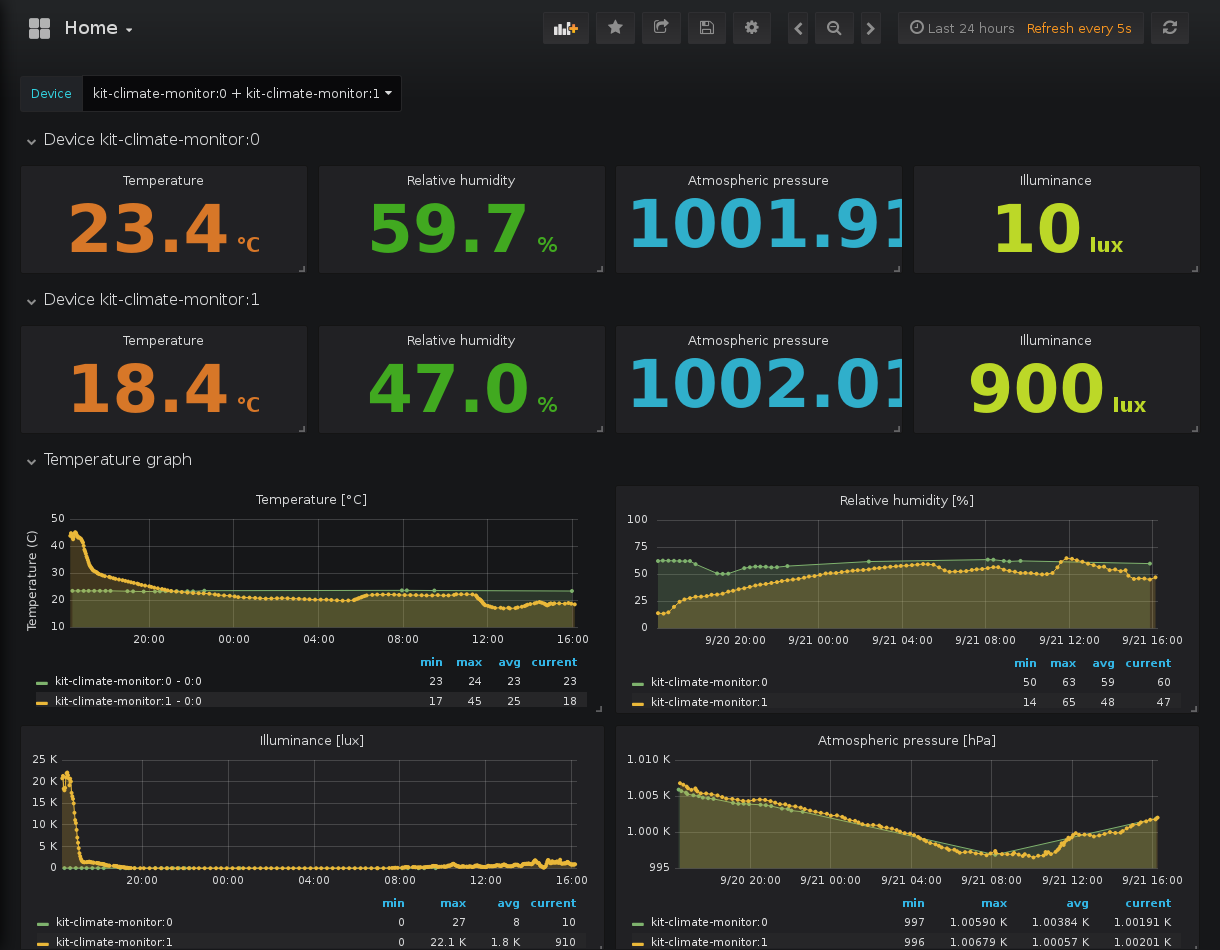 Home
Last 24 hours Refresh every 5s
Device kit-climate-monitor:0 + kit-climate-monitor:1
Device kit-climate-monitor:0
Temperature Relative humidity Atmospheric pressure Illuminance
23.4 °C 59.7 % 1001.91 10 lux
Device kit-climate-monitor:1
Temperature Relative humidity Atmospheric pressure Illuminance
18.4 °C 47.0 % 1002.01 900 lux
Temperature graph
Temperature [°C]
Temperature (C)
50
40
30
20
10
20:00 00:00 04:00 08:00 12:00 16:00
min max avg current
kit-climate-monitor:0 - 0:0 23 24 23 23
kit-climate-monitor:1 - 0:0 17 45 25 18
Relative humidity [%]
100
75
50
25
0
9/20 20:00 9/21 00:00 9/21 04:00 9/21 08:00 9/21 12:00 9/21 16:00
min max avg current
kit-climate-monitor:0 50 63 59 60
kit-climate-monitor:1 14 65 48 47
Illuminance [lux]
25 K
20 K
15 K
10 K
5 K
0
20:00 00:00 04:00 08:00 12:00 16:00
min max avg current
kit-climate-monitor:0 0 27 8 10
kit-climate-monitor:1 0 22.1 K 1.8 K 910
Atmospheric pressure [hPa]
1.010 K
1.005 K
1.000 K
995
9/20 20:00 9/21 00:00 9/21 04:00 9/21 08:00 9/21 12:00 9/21 16:00
min max avg current
kit-climate-monitor:0 997 1.00590 K 1.00384 K 1.00191 K
kit-climate-monitor:1 996 1.00679 K 1.00057 K 1.00201 K